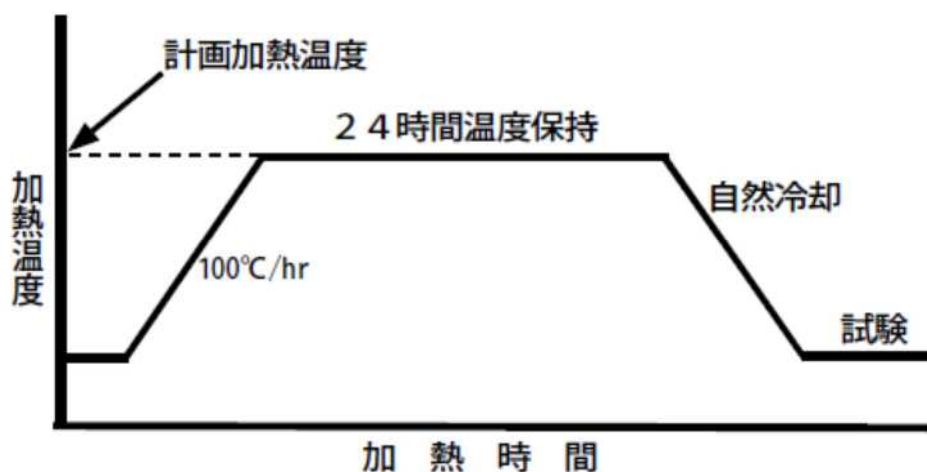 計画加熱温度
２４時間温度保持
加熱温度
自然冷却
100℃/hr
試験
加熱時間